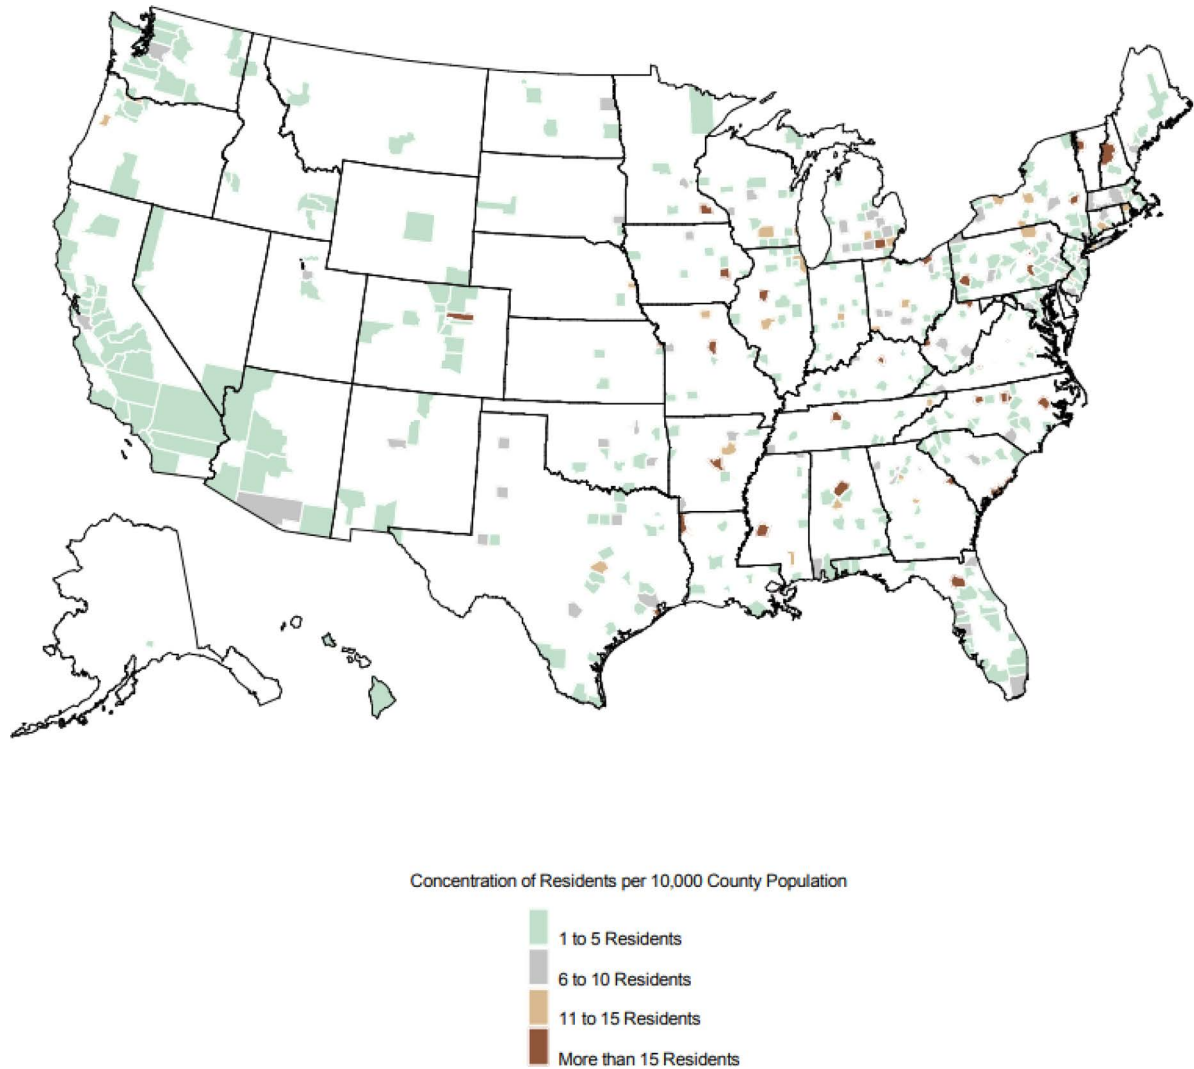 Concentration of Residents per 10,000 County Population
1 to 5 Residents
6 to 10 Residents
11 to 15 Residents
More than 15 Residents